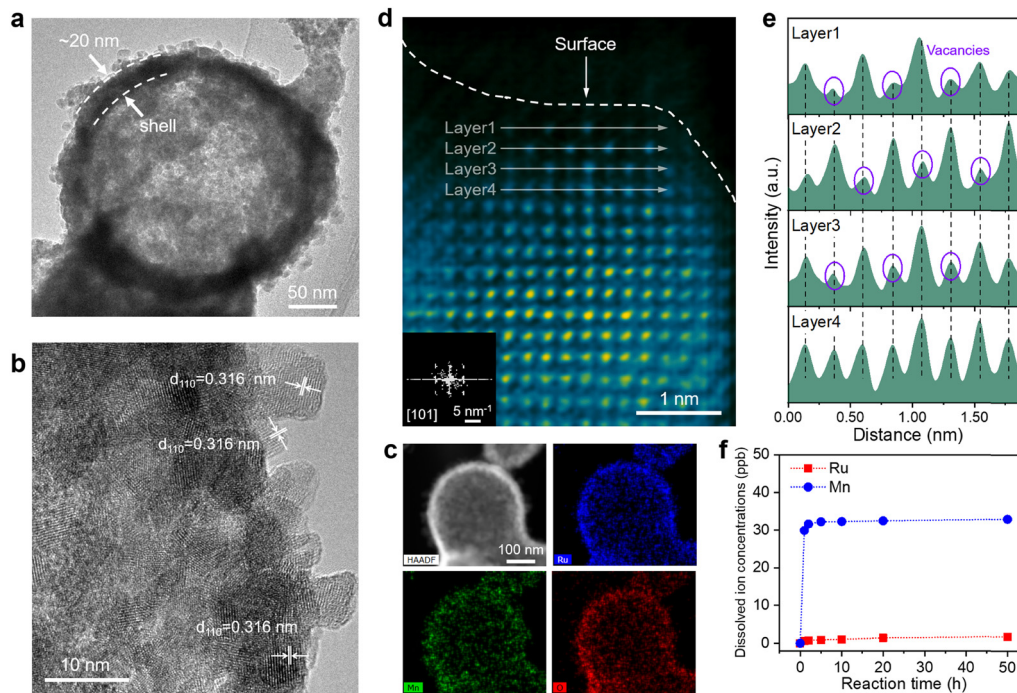 a
~20 nm
shell
50 nm
b
d110=0.316 nm
d110=0.316 nm
d110=0.316 nm
10 nm
d
Surface
Layer1
Layer2
Layer3
Layer4
[101]
5 nm-1
1 nm
c
HAADF
100 nm
Ru
Mn
O
e
Layer1
Vacancies
Layer2
Layer3
Layer4
Intensity (a.u.)
0.00 0.50 1.00 1.50
Distance (nm)
f
Ru
Mn
Dissolved ion concentrations (ppb)
50
40
30
20
10
0
0 10 20 30 40 50
Reaction time (h)